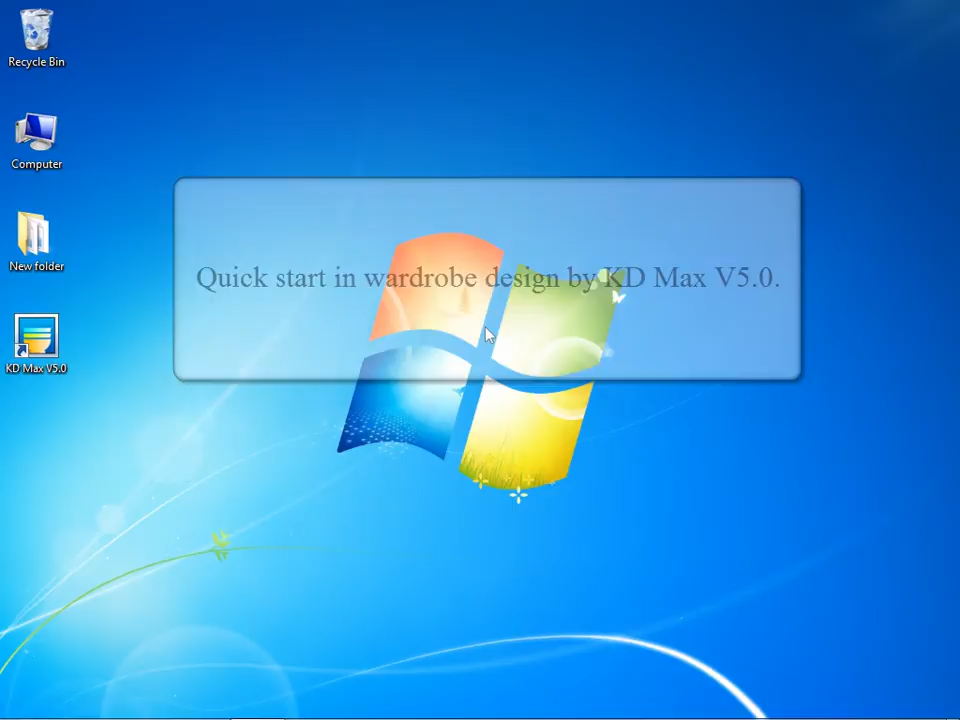 Recycle Bin
Computer
New folder
KD Max V5.0
Quick start in wardrobe design by KD Max V5.0.